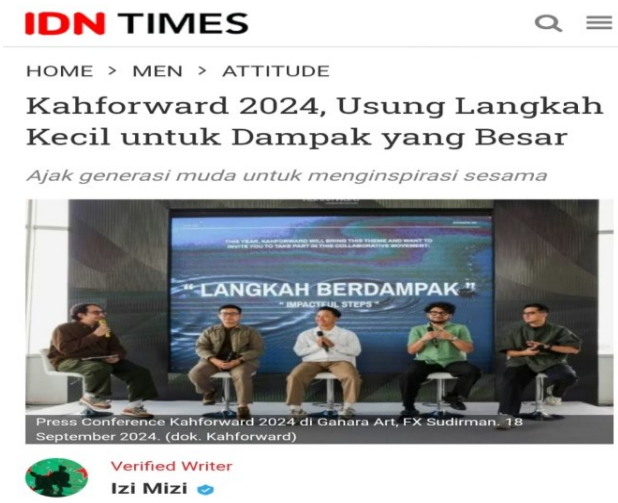 IDN TIMES
HOME > MEN > ATTITUDE
Kahforward 2024, Usung Langkah
Kecil untuk Dampak yang Besar
Ajak generasi muda untuk menginspirasi sesama
THIS YEAR, KAHFORWARD WILL BRING THIS THEME AND WANT TO
INVITE YOU TO TAKE PART IN THIS COLLABORATIVE MOVEMENT:
“ LANGKAH BERDAMPAK ”
“ IMPACTFUL STEPS ”
Press Conference Kahforward 2024 di Ganara Art, FX Sudirman. 18
September 2024. (dok. Kahforward)
Verified Writer
Izi Mizi